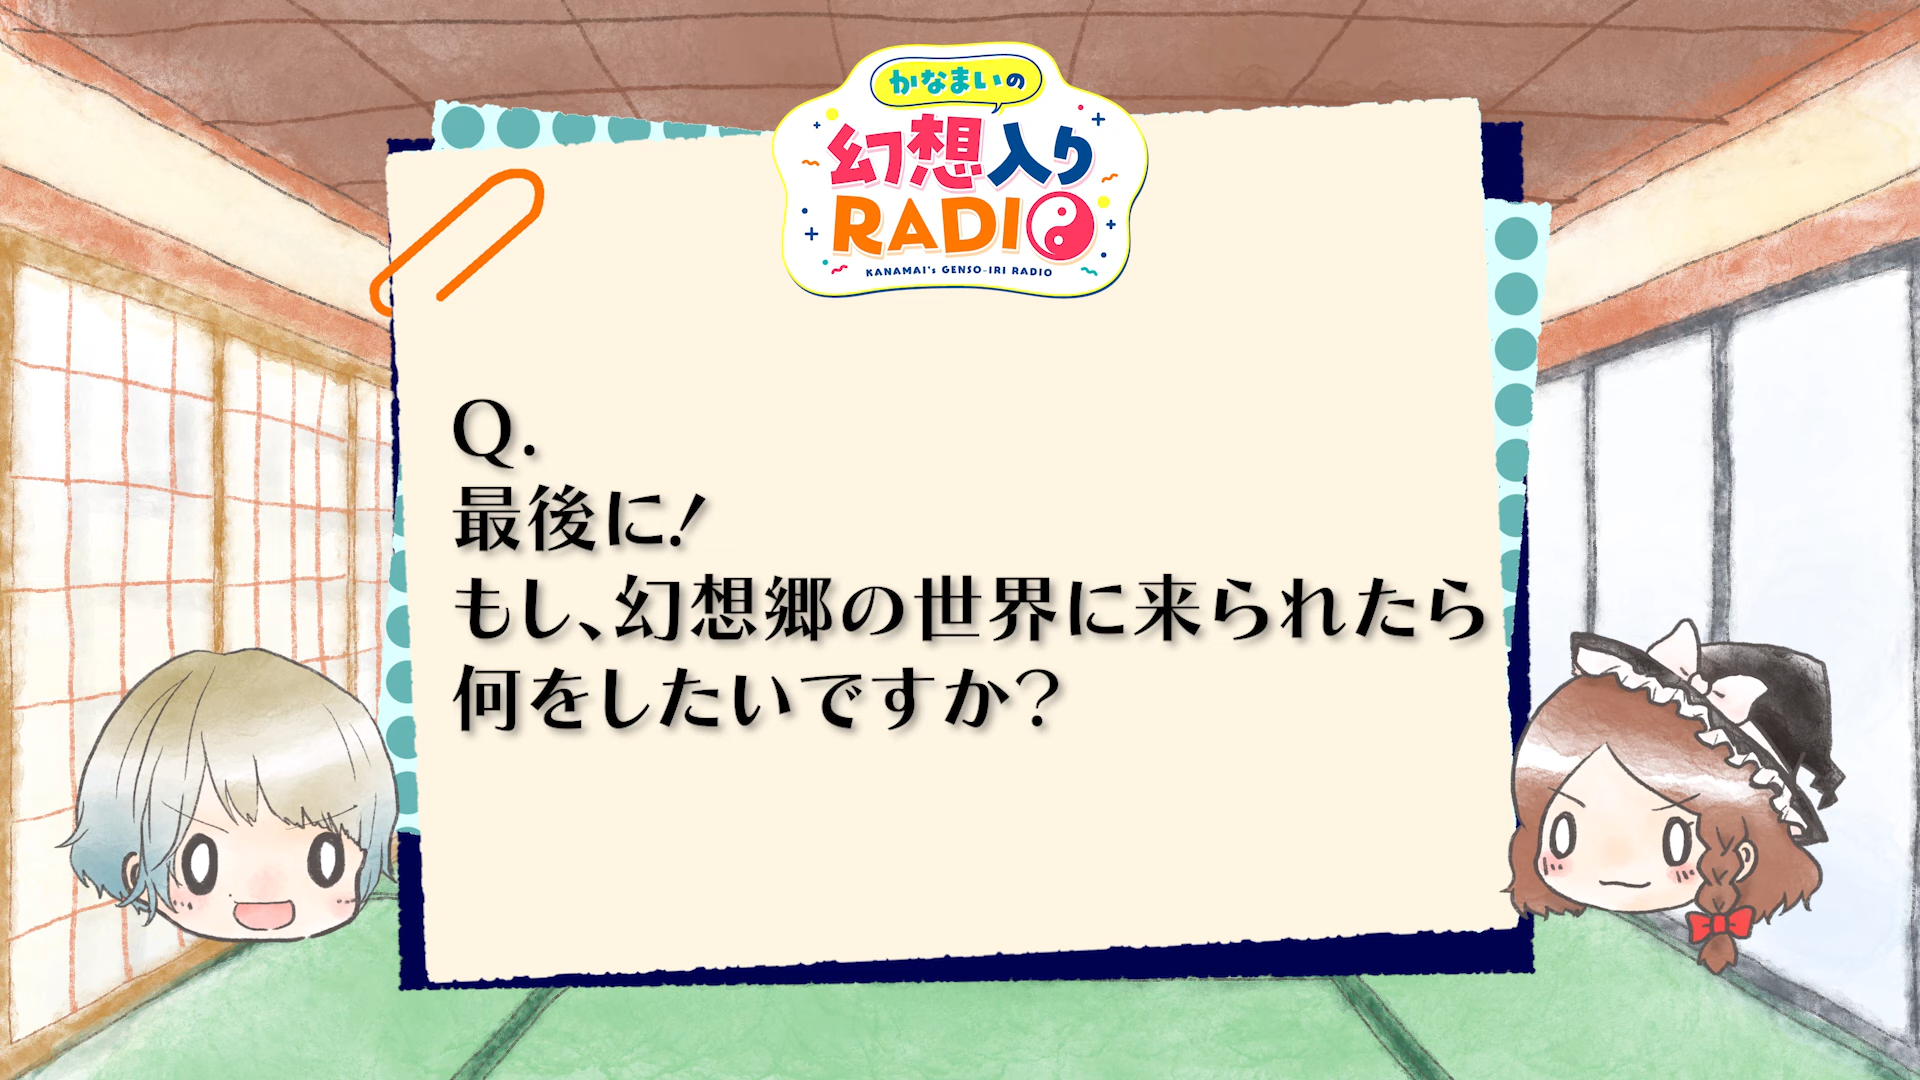 かなまいの
幻想入り
RADIO
KANAMAI's GENSO-IRI RADIO
Q.
最後に!
もし、幻想郷の世界に来られたら
何をしたいですか?